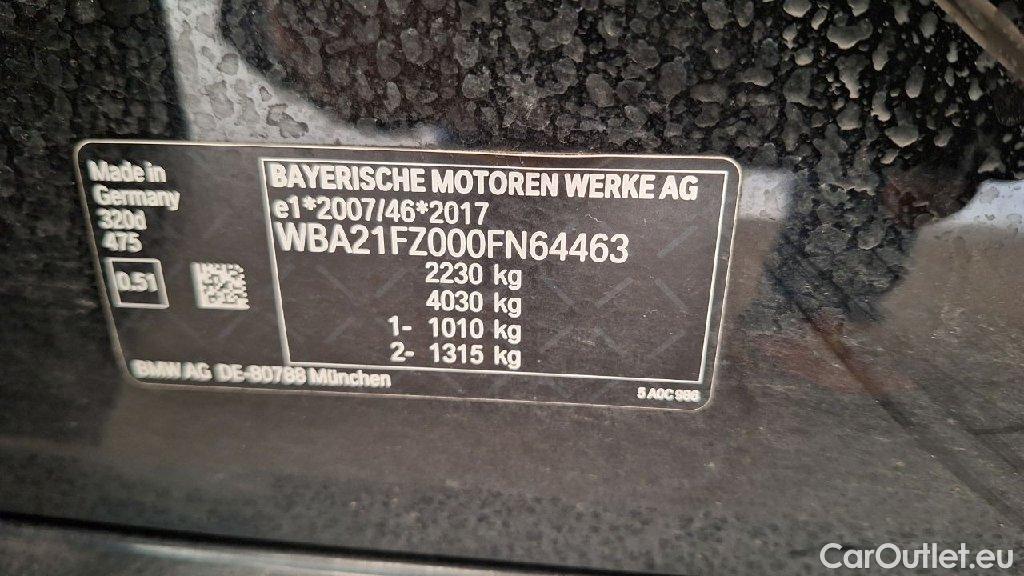 Made in
Germany
320d
475
0.51
BAYERISCHE MOTOREN WERKE AG
e1*2007/46*2017
WBA21FZ000FN64463
2230 kg
4030 kg
1- 1010 kg
2- 1315 kg
BMW AG DE-80788 München
5 A0C 986
CarOutlet.eu